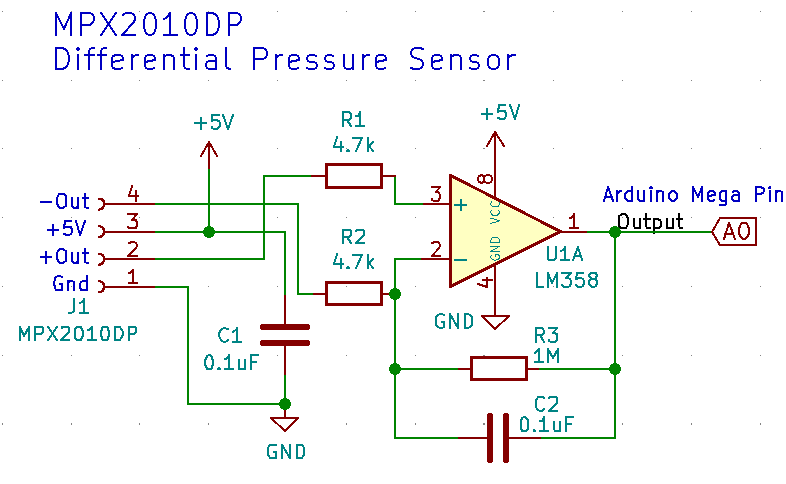 MPX2010DP
Differential Pressure Sensor
+5V
+5V
R1
4.7k
8
-Out 4
3
+
VCC
Arduino Mega Pin
+5V 3
1
Output
A0
+Out 2
R2
4.7k
2
-
GND
U1A
Gnd 1
4
LM358
J1
MPX2010DP
GND
C1
0.1uF
R3
1M
C2
0.1uF
GND